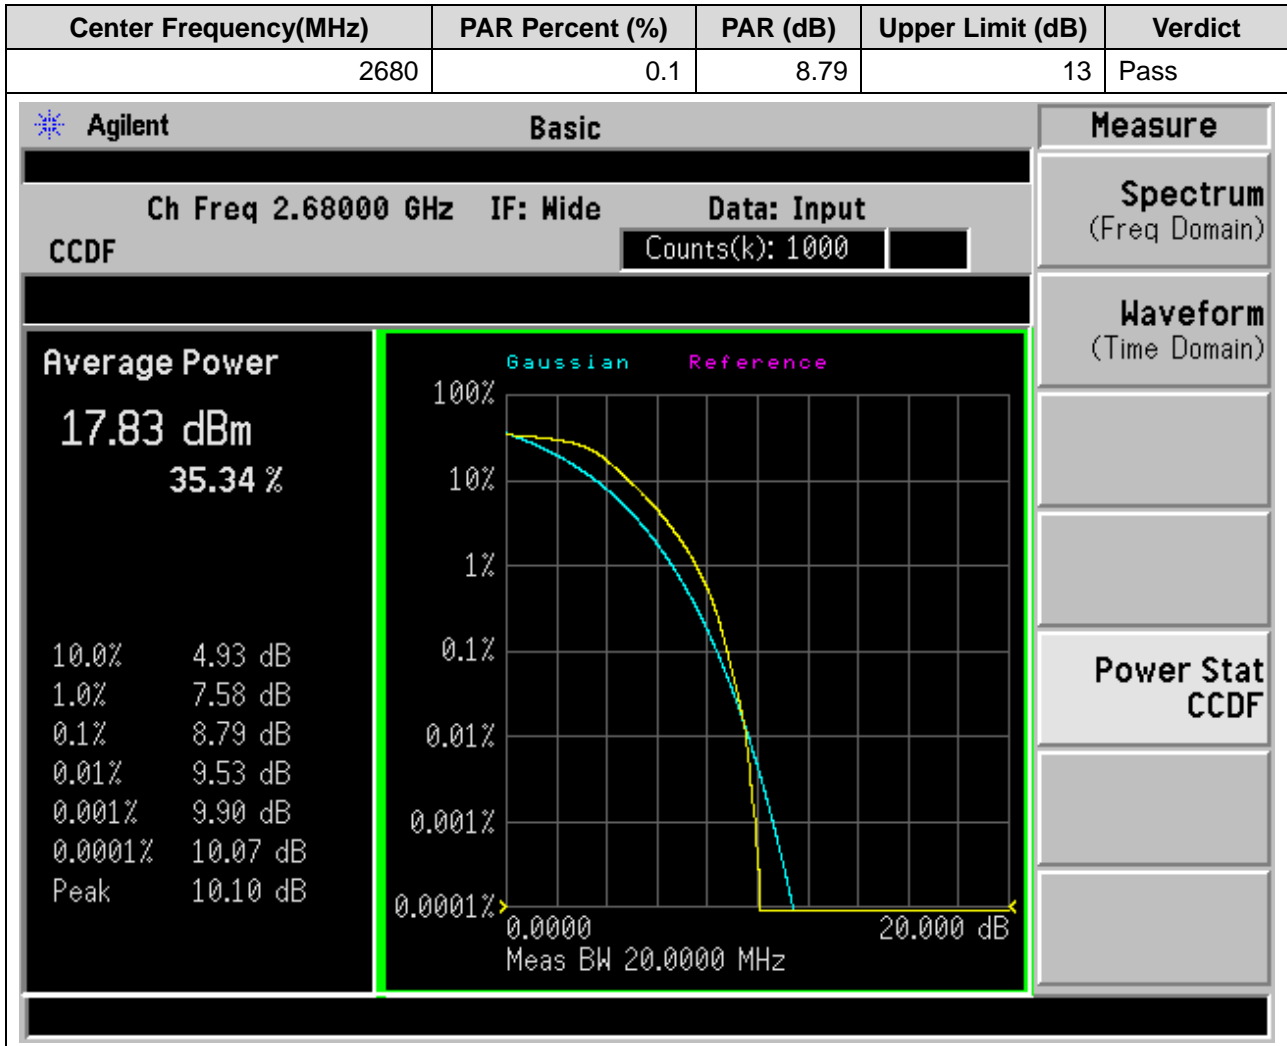 Center Frequency(MHz) PAR Percent (%) PAR (dB) Upper Limit (dB) Verdict
2680 0.1 8.79 13 Pass
Agilent Basic Measure
Ch Freq 2.68000 GHz IF: Wide Data: Input
CCDF Counts(k): 1000
Spectrum
(Freq Domain)
Waveform
(Time Domain)
Power Stat
CCDF
Average Power
17.83 dBm
35.34 %
10.0% 4.93 dB
1.0% 7.58 dB
0.1% 8.79 dB
0.01% 9.53 dB
0.001% 9.90 dB
0.0001% 10.07 dB
Peak 10.10 dB
Gaussian Reference
100%
10%
1%
0.1%
0.01%
0.001%
0.0001%
0.0000 20.000 dB
Meas BW 20.0000 MHz